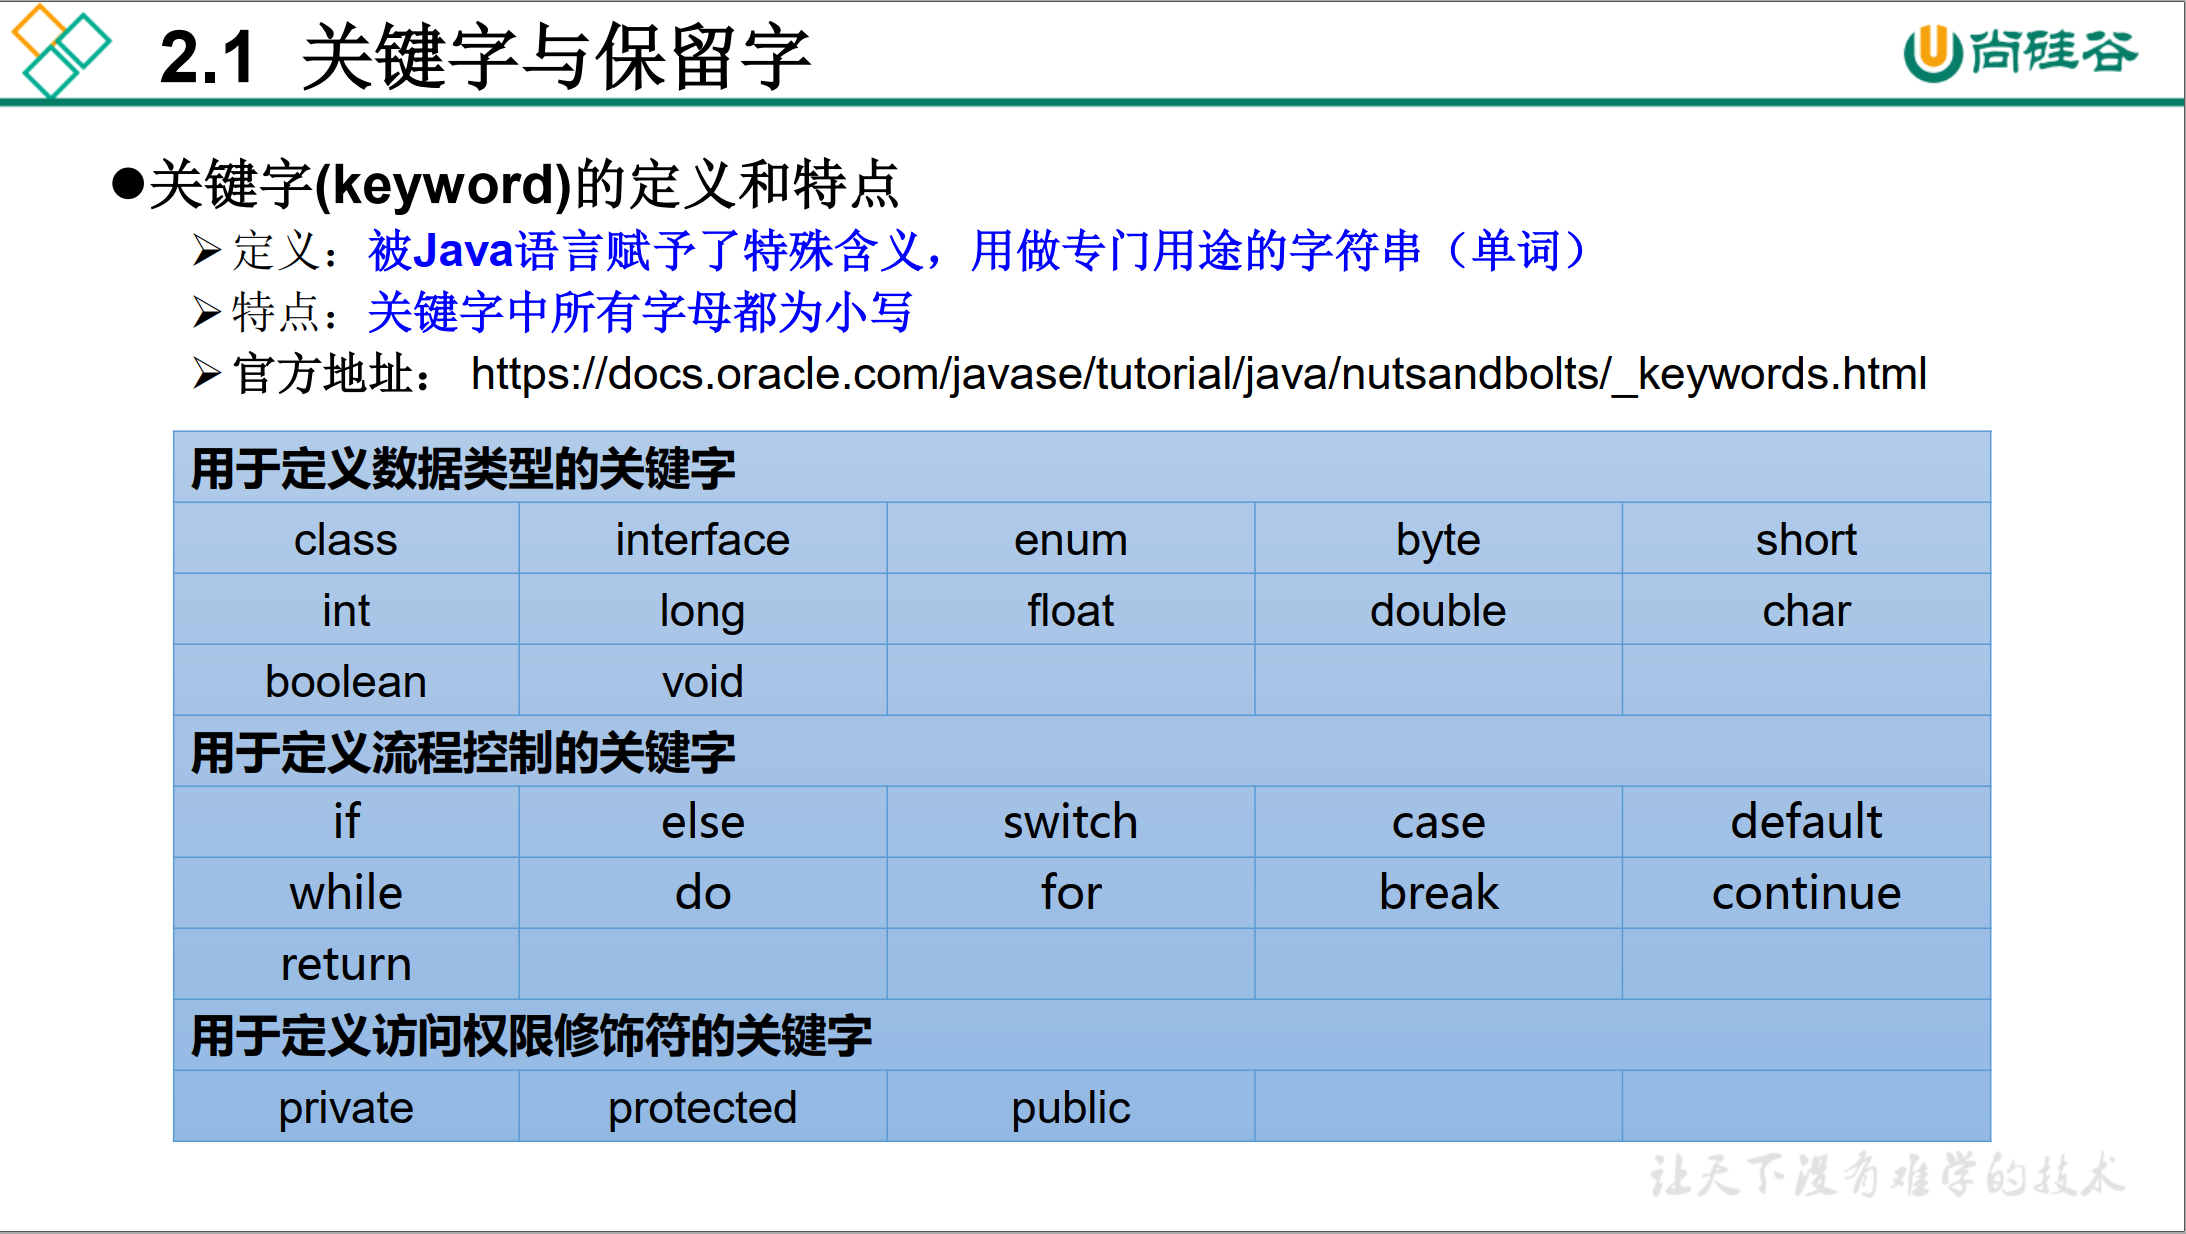 2.1 关键字与保留字
尚硅谷
●关键字(keyword)的定义和特点
➢定义：被Java语言赋予了特殊含义，用做专门用途的字符串（单词）
➢特点：关键字中所有字母都为小写
➢官方地址： https://docs.oracle.com/javase/tutorial/java/nutsandbolts/_keywords.html
用于定义数据类型的关键字
class interface enum byte short
int long float double char
boolean void
用于定义流程控制的关键字
if else switch case default
while do for break continue
return
用于定义访问权限修饰符的关键字
private protected public
让天下没有难学的技术